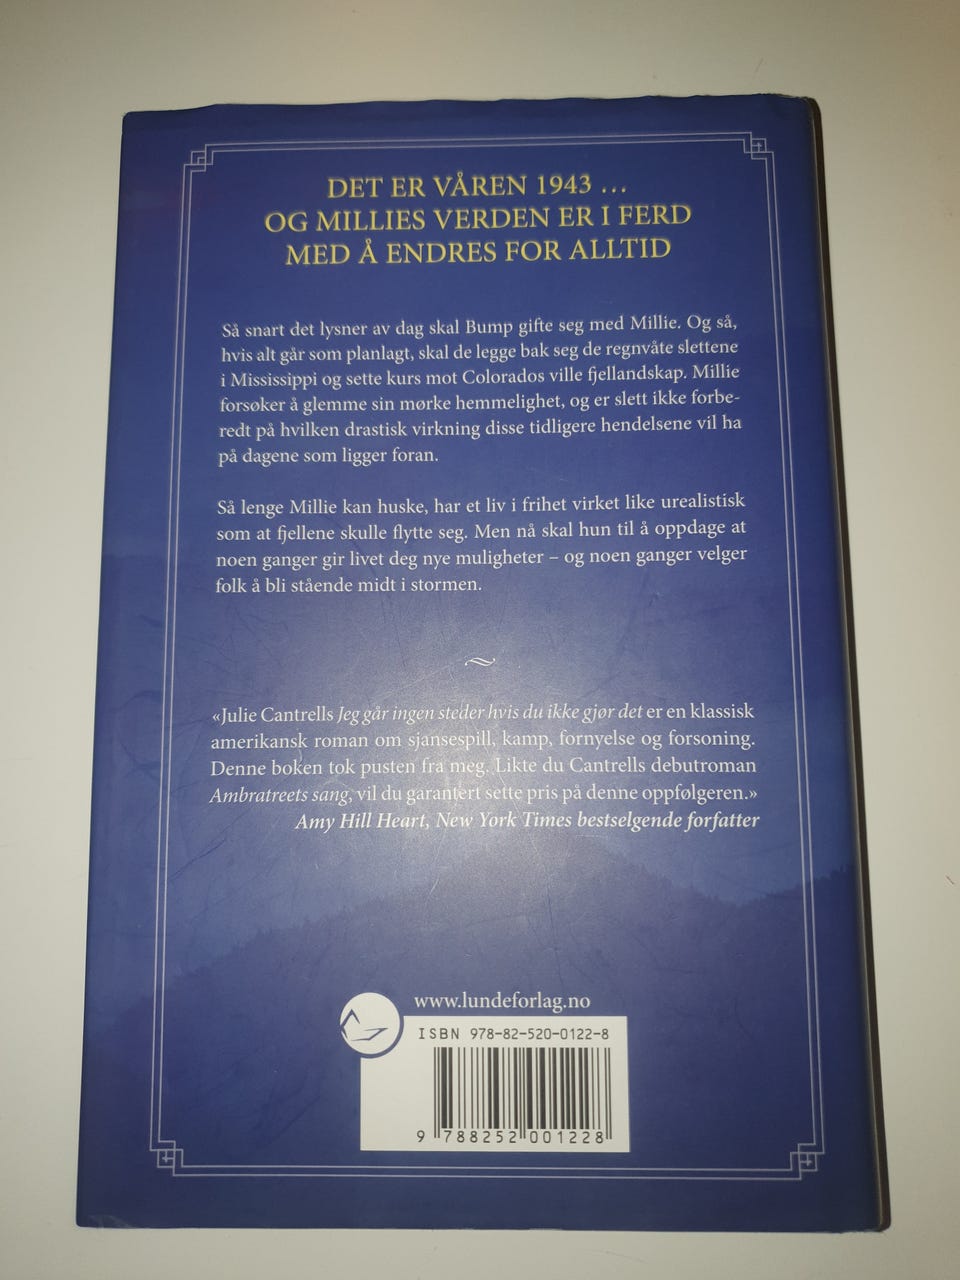 DET ER VÅREN 1943 ...
OG MILLIES VERDEN ER I FERD
MED Å ENDRES FOR ALLTID
Så snart det lysner av dag skal Bump gifte seg med Millie. Og så,
hvis alt går som planlagt, skal de legge bak seg de regnvåte slettene
i Mississippi og sette kurs mot Colorados ville fjellandskap. Millie
forsøker å glemme sin mørke hemmelighet, og er slett ikke forbe-
redt på hvilken drastisk virkning disse tidligere hendelsene vil ha
på dagene som ligger foran.
Så lenge Millie kan huske, har et liv i frihet virket like urealistisk
som at fjellene skulle flytte seg. Men nå skal hun til å oppdage at
noen ganger gir livet deg nye muligheter – og noen ganger velger
folk å bli stående midt i stormen.
«Julie Cantrells Jeg går ingen steder hvis du ikke gjør det er en klassisk
amerikansk roman om sjansespill, kamp, fornyelse og forsoning.
Denne boken tok pusten fra meg. Likte du Cantrells debutroman
Ambratreets sang, vil du garantert sette pris på denne oppfølgeren.»
Amy Hill Heart, New York Times bestselgende forfatter
www.lundeforlag.no
ISBN 978-82-520-0122-8
9 788252 001228